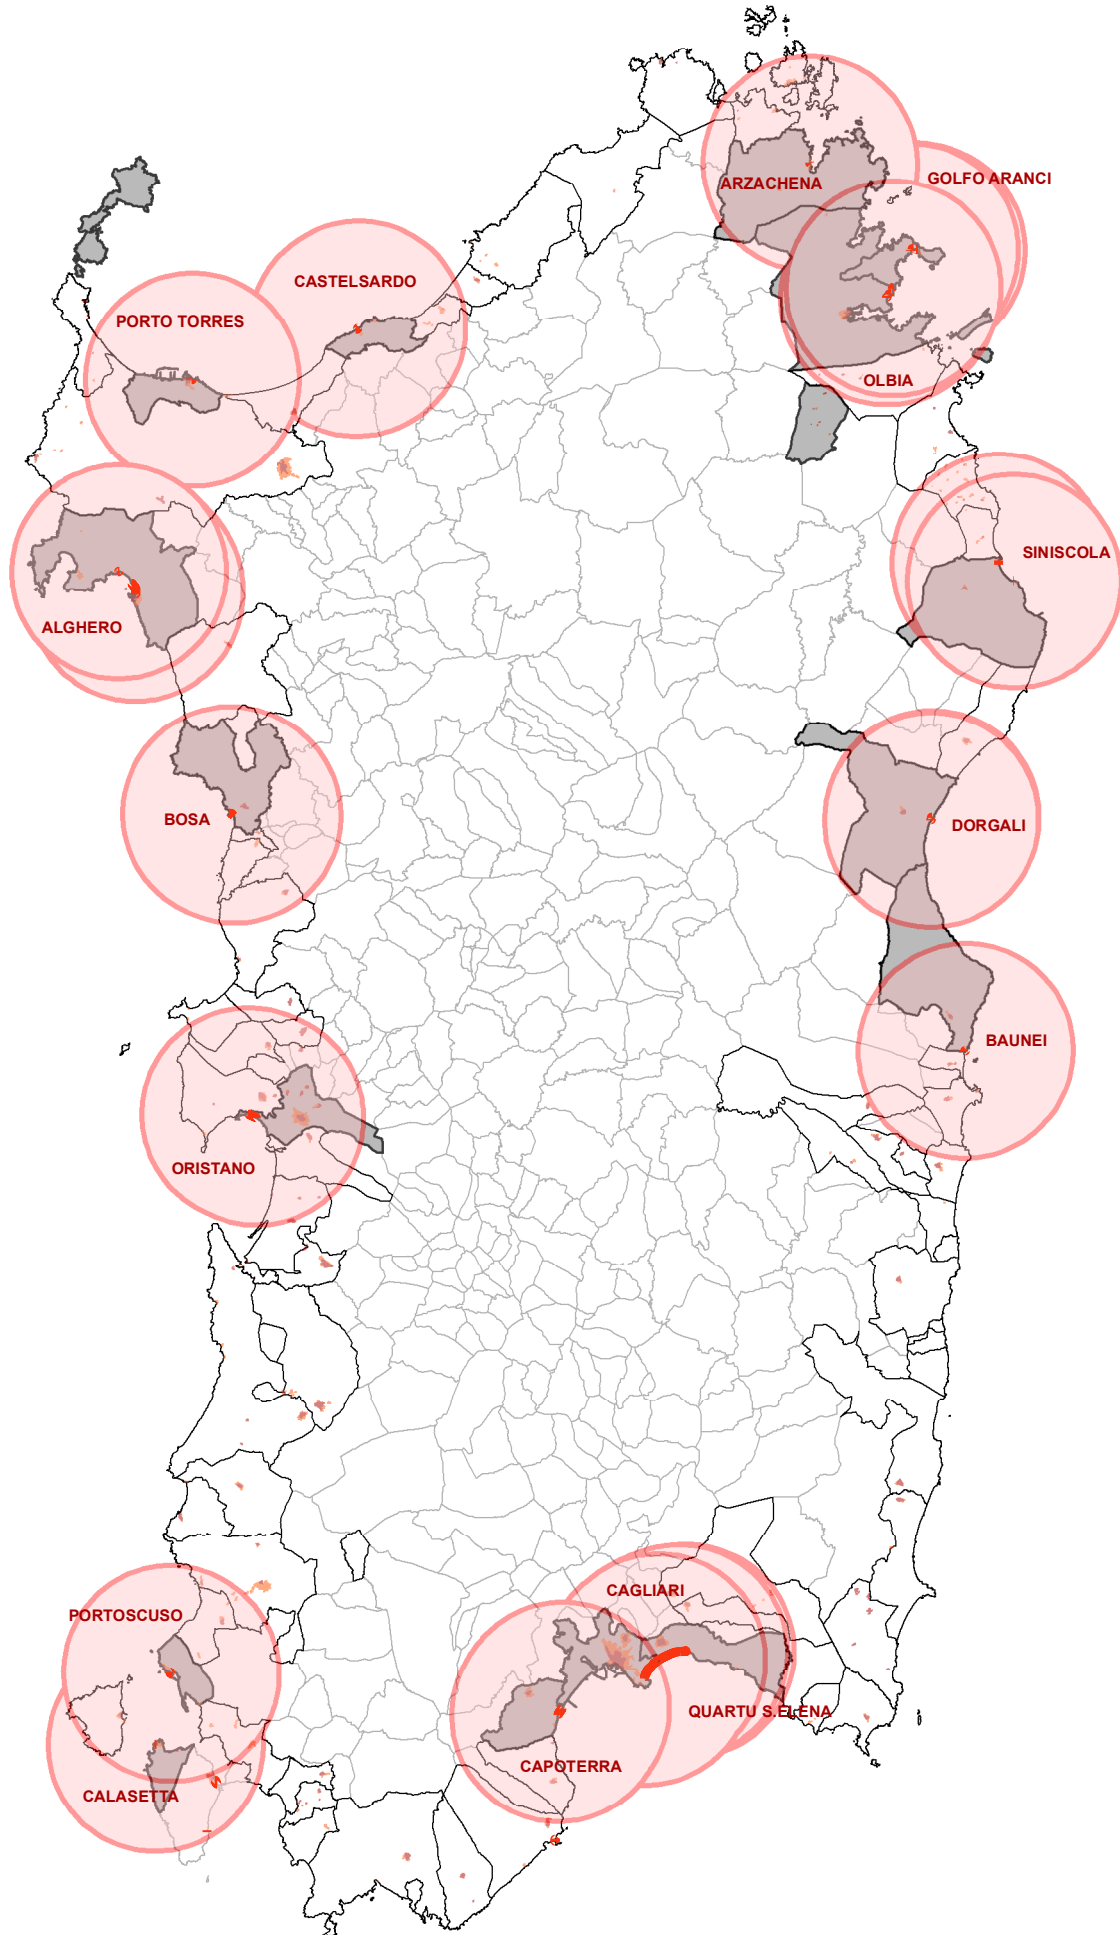 ARZACHENA
GOLFO ARANCI
CASTELSARDO
PORTO TORRES
OLBIA
SINISCOLA
ALGHERO
BOSA
DORGALI
BAUNEI
ORISTANO
CAGLIARI
PORTOSCUSO
QUARTU S.ELENA
CAPOTERRA
CALASETTA